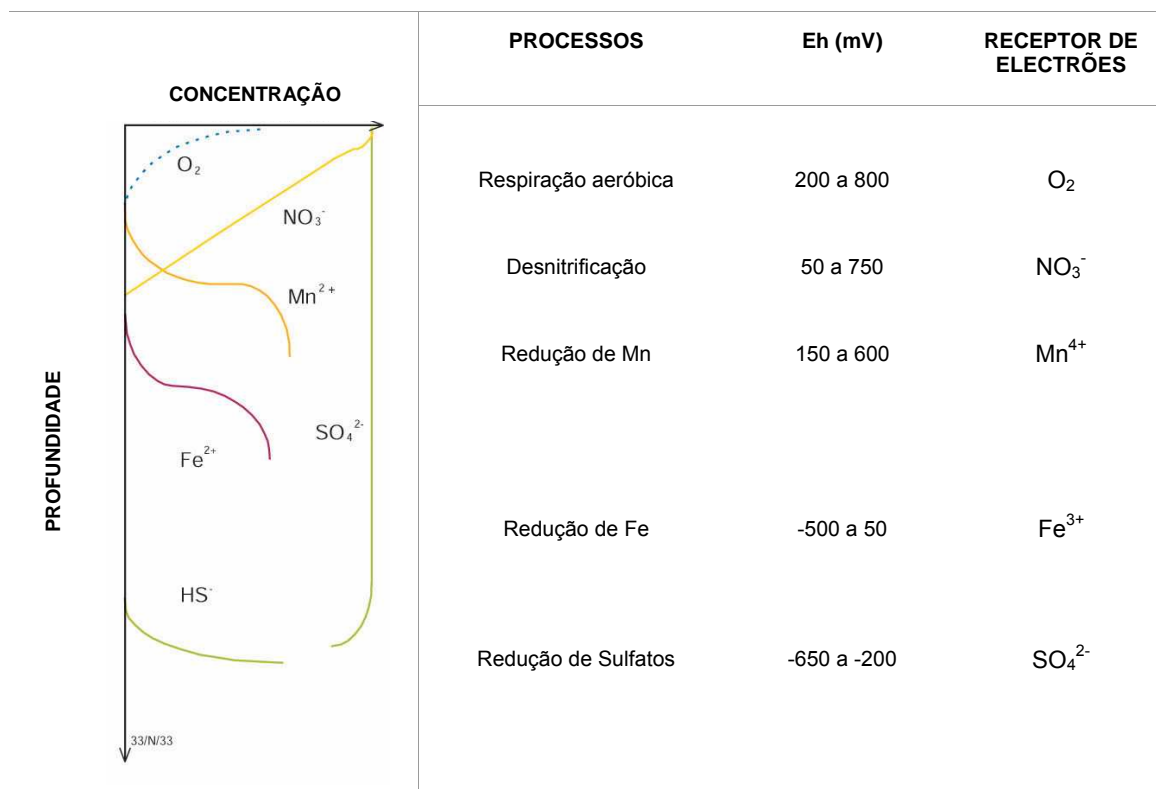 PROCESSOS Eh (mV) RECEPTOR DE
ELECTRÕES
CONCENTRAÇÃO
PROFUNDIDADE
O₂
NO₃⁻
Mn²⁺
SO₄²⁻
Fe²⁺
HS⁻
33/N/33
Respiração aeróbica 200 a 800 O₂
Desnitrificação 50 a 750 NO₃⁻
Redução de Mn 150 a 600 Mn⁴⁺
Redução de Fe -500 a 50 Fe³⁺
Redução de Sulfatos -650 a -200 SO₄²⁻